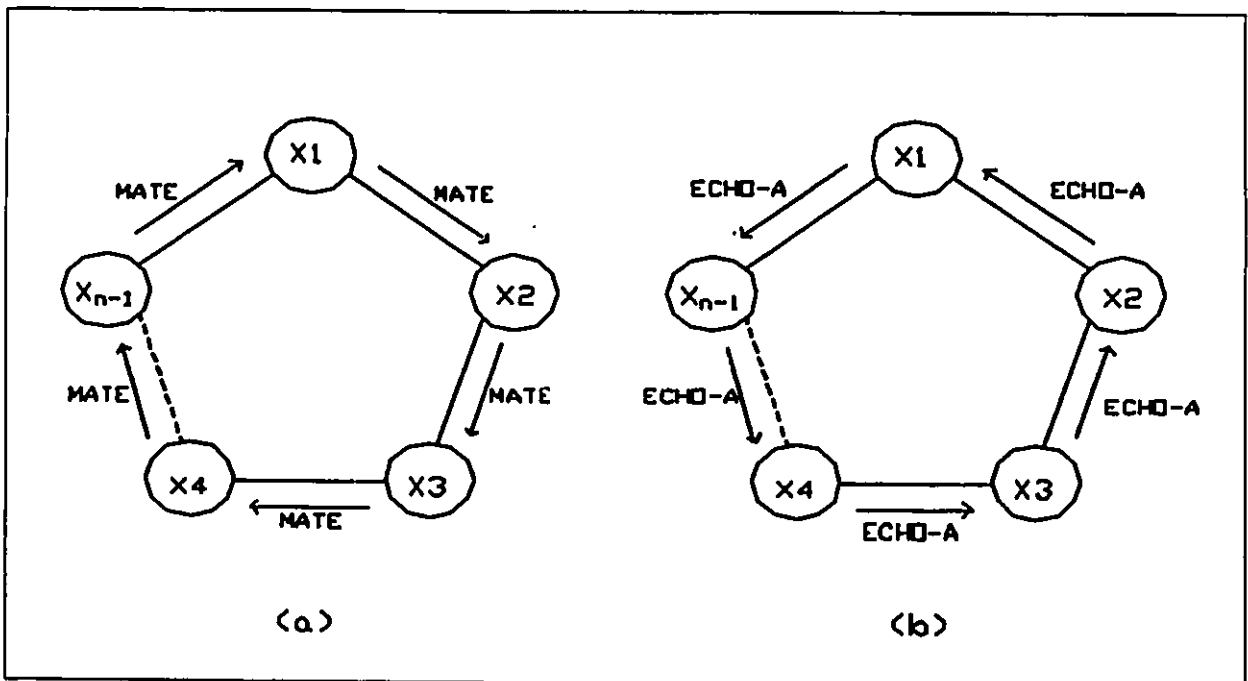 X1
MATE
MATE
Xn-1
X2
MATE
MATE
X4
X3
MATE
(a)
X1
ECHO-A
ECHO-A
Xn-1
X2
ECHO-A
ECHO-A
X4
X3
ECHO-A
(b)